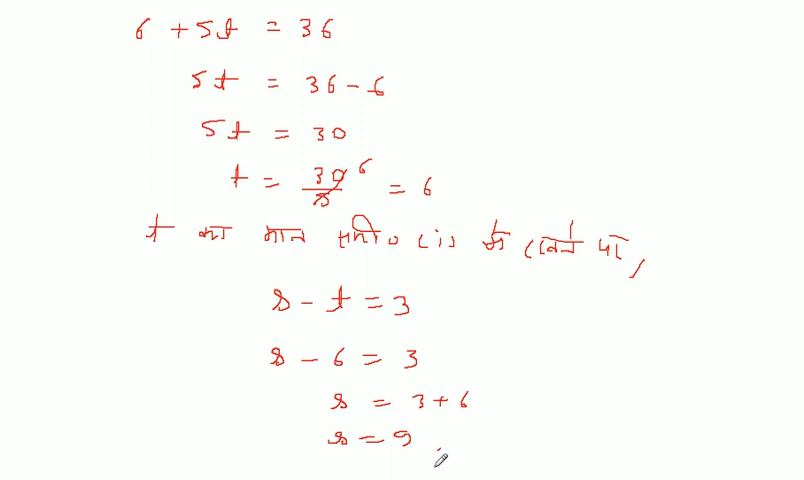 6 + 5t = 36
5t = 36 - 6
5t = 30
t = 30/5 6 = 6
t का मान समी० (i) में रखने पर,
s - t = 3
s - 6 = 3
s = 3 + 6
s = 9